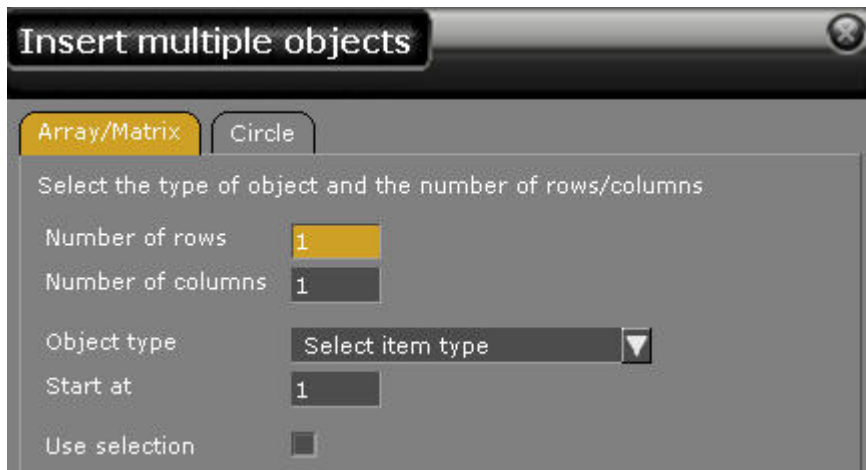 Insert multiple objects
Array/Matrix Circle
Select the type of object and the number of rows/columns
Number of rows 1
Number of columns 1
Object type Select item type
Start at 1
Use selection